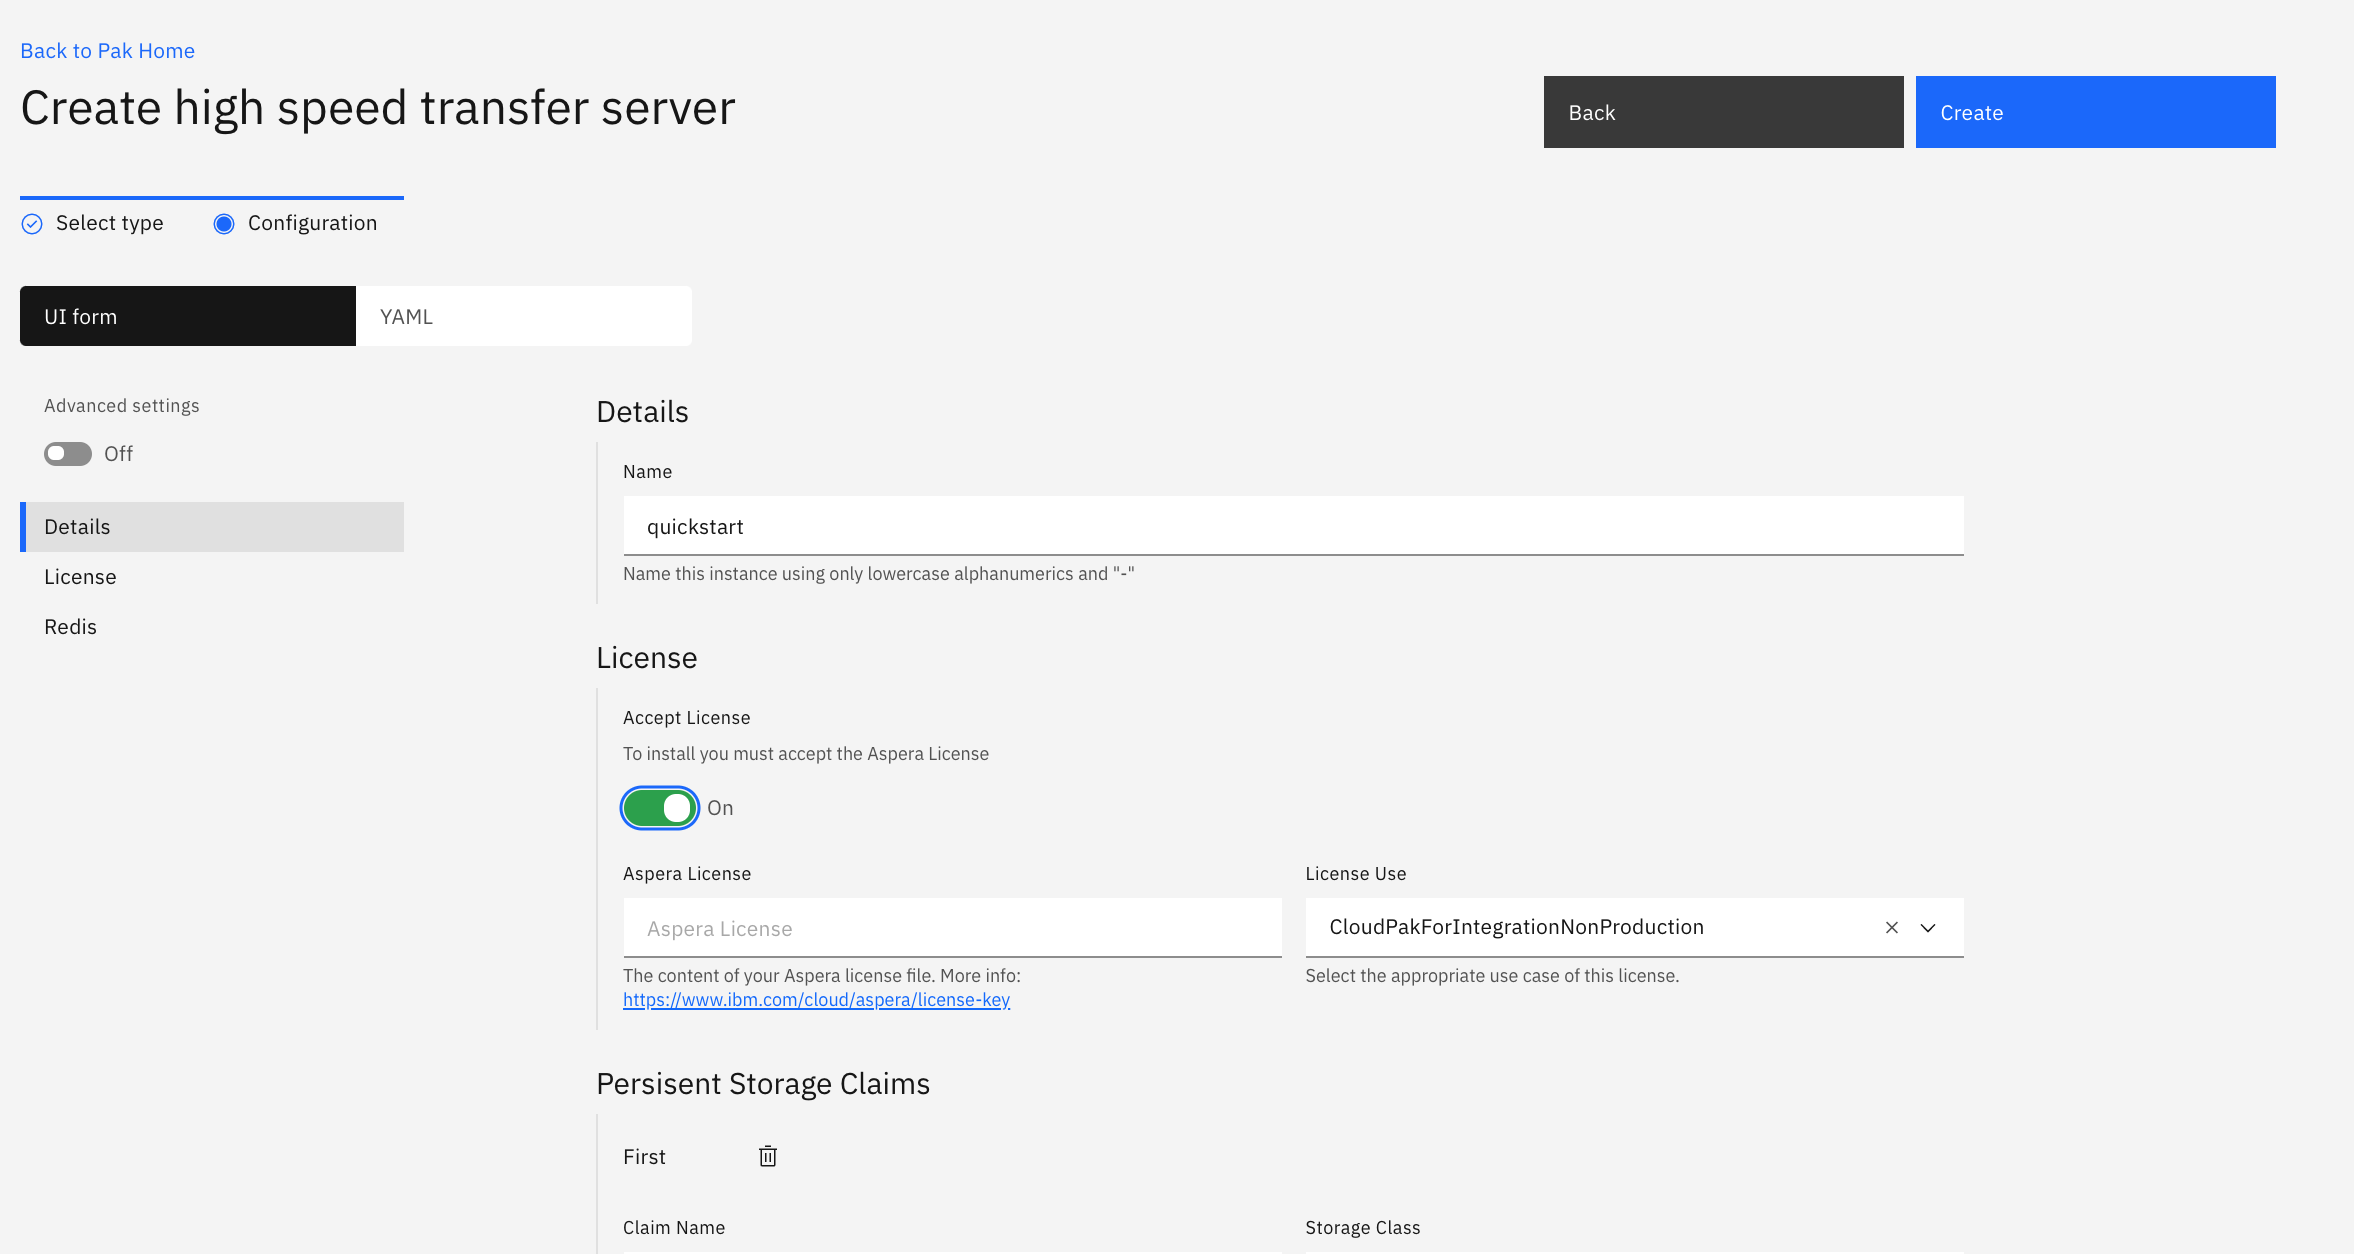 Back to Pak Home
Create high speed transfer server
Back
Create
Select type
Configuration
UI form
YAML
Advanced settings
Off
Details
License
Redis
Details
Name
quickstart
Name this instance using only lowercase alphanumerics and "-"
License
Accept License
To install you must accept the Aspera License
On
Aspera License
Aspera License
The content of your Aspera license file. More info:
https://www.ibm.com/cloud/aspera/license-key
License Use
CloudPakForIntegrationNonProduction
Select the appropriate use case of this license.
Persisent Storage Claims
First
Claim Name
Storage Class